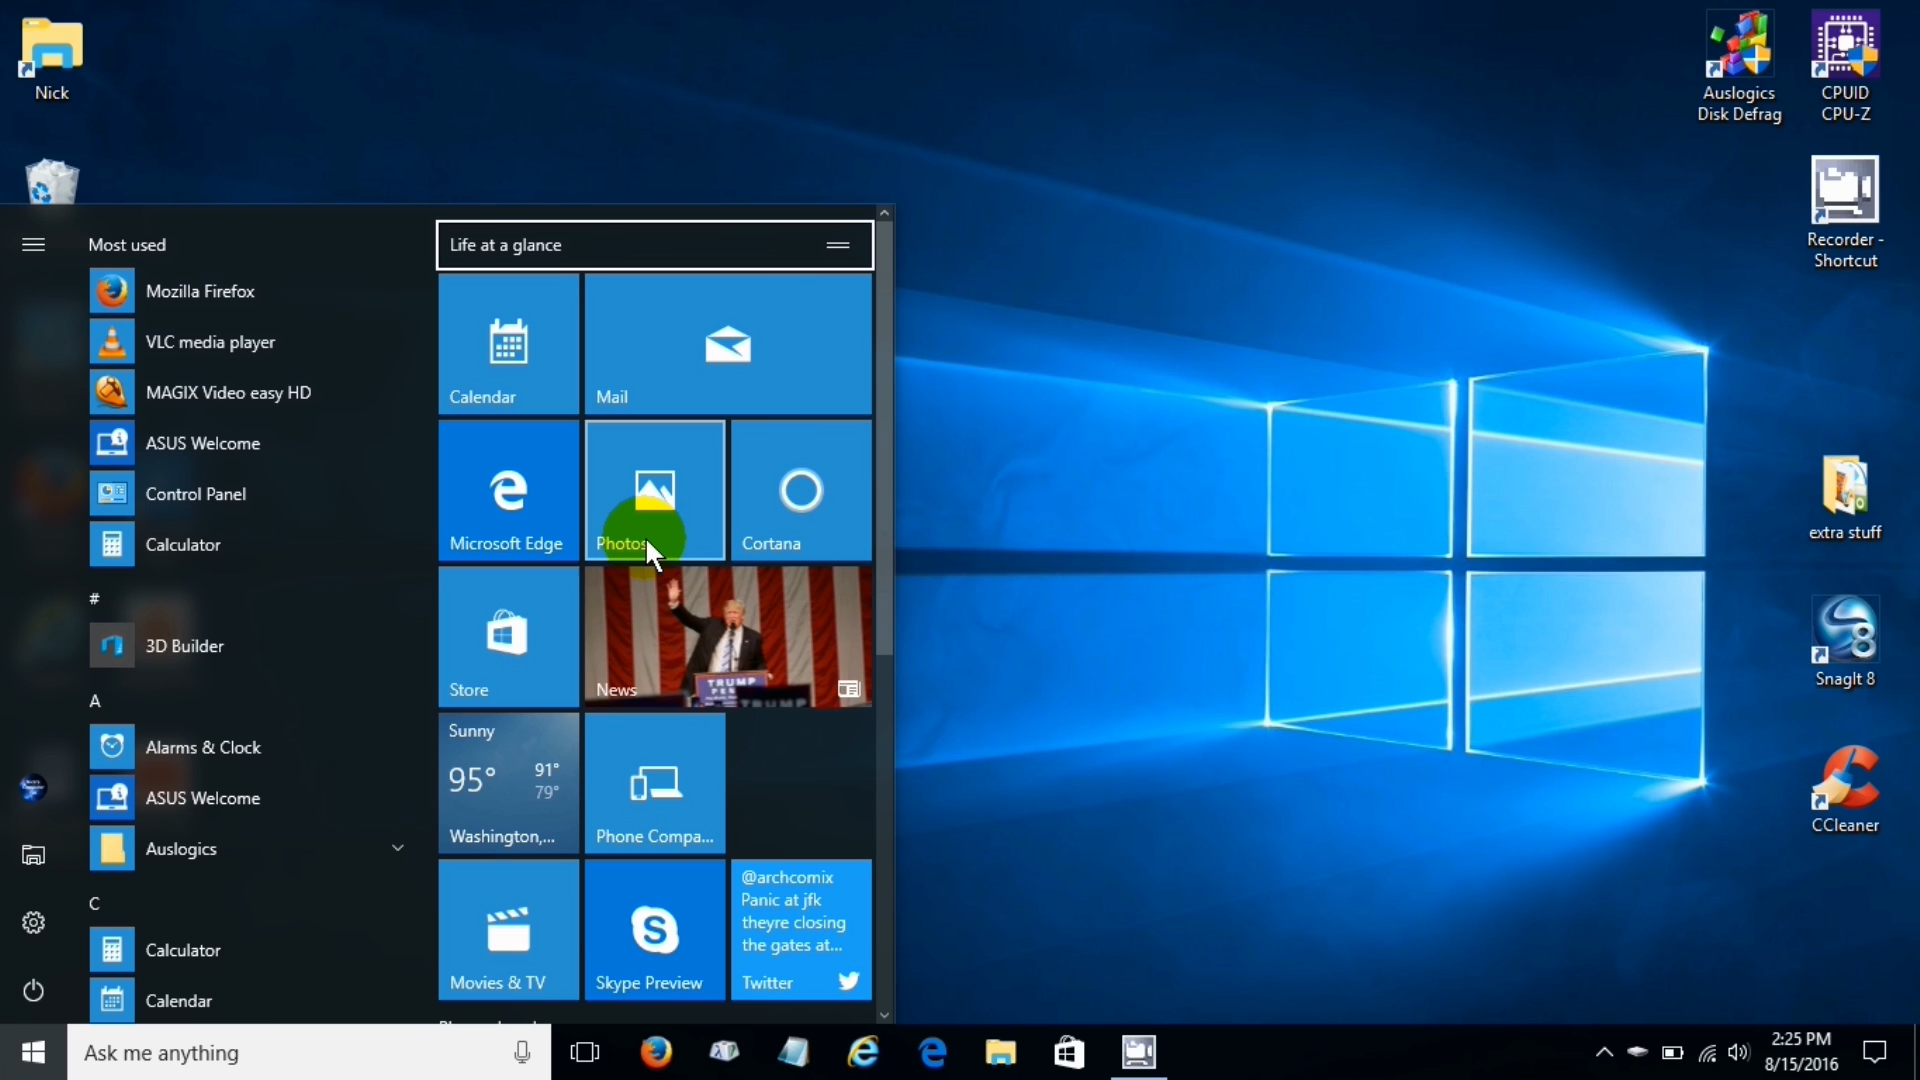 Nick
Auslogics
Disk Defrag
CPUID
CPU-Z
Recorder -
Shortcut
extra stuff
8
SnagIt 8
CCleaner
Most used
Mozilla Firefox
VLC media player
MAGIX Video easy HD
ASUS Welcome
Control Panel
Calculator
#
3D Builder
A
Alarms & Clock
ASUS Welcome
Auslogics
C
Calculator
Calendar
Life at a glance
Calendar
Mail
Microsoft Edge
Photos
Cortana
Store
TRUMP
TRUMP
News
Sunny
95° 91°
79°
Washington,...
Phone Compa...
Movies & TV
Skype Preview
@archcomix
Panic at jfk
theyre closing
the gates at...
Twitter
Ask me anything
2:25 PM
8/15/2016